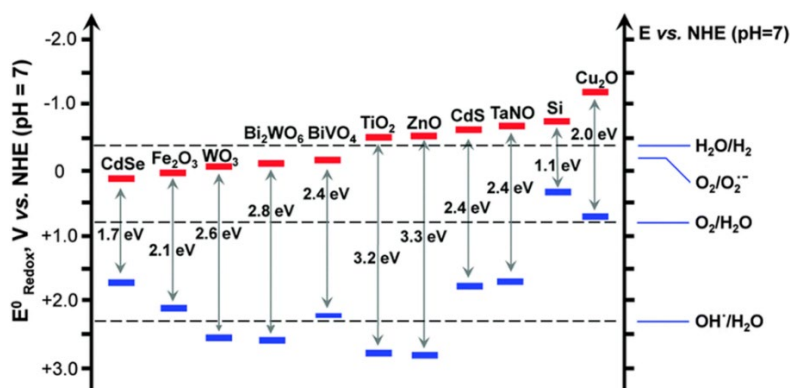 E⁰ Redox, V vs. NHE (pH = 7)
-2.0
-1.0
0
+1.0
+2.0
+3.0
CdSe
Fe₂O₃
WO₃
Bi₂WO₆
BiVO₄
TiO₂
ZnO
CdS
TaNO
Si
Cu₂O
1.7 eV
2.1 eV
2.6 eV
2.8 eV
2.4 eV
3.2 eV
3.3 eV
2.4 eV
2.4 eV
1.1 eV
2.0 eV
E vs. NHE (pH=7)
H₂O/H₂
O₂/O₂·⁻
O₂/H₂O
OH·/H₂O